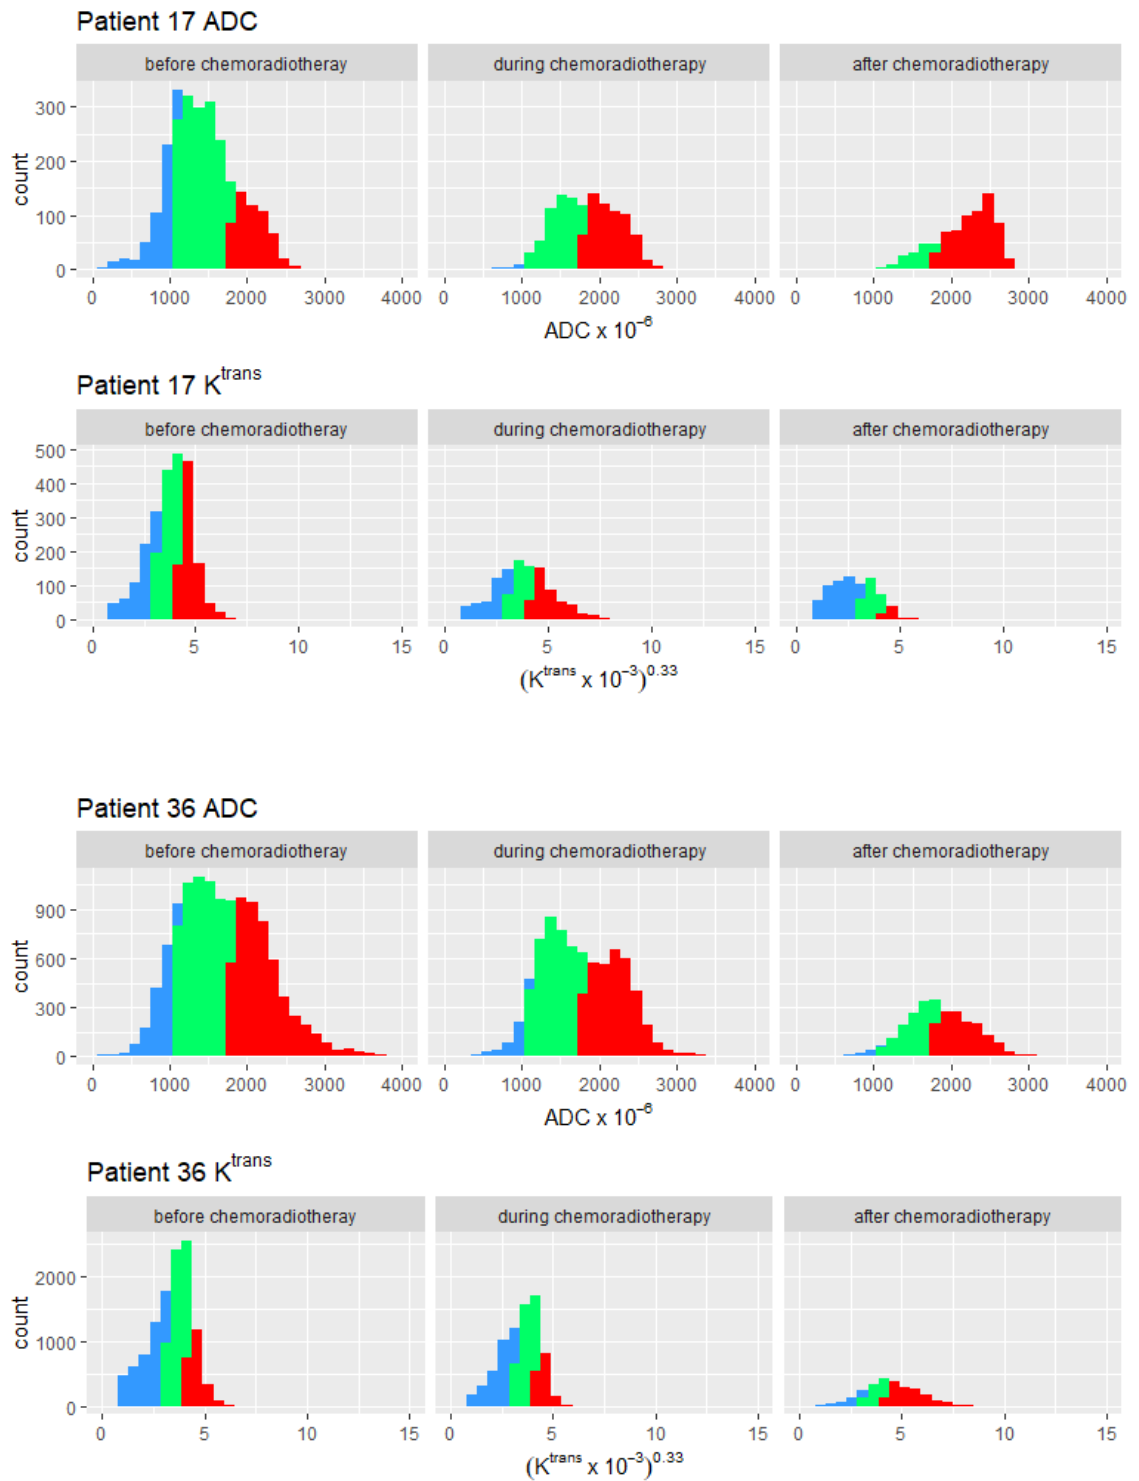 Patient 17 ADC
before chemoradiotheray during chemoradiotherapy after chemoradiotherapy
300
200
100
0
count
0 1000 2000 3000 4000 0 1000 2000 3000 4000 0 1000 2000 3000 4000
ADC x 10⁻⁶
Patient 17 K^trans
before chemoradiotheray during chemoradiotherapy after chemoradiotherapy
500
400
300
200
100
0
count
0 5 10 15 0 5 10 15 0 5 10 15
(K^trans x 10⁻³)^0.33
Patient 36 ADC
before chemoradiotheray during chemoradiotherapy after chemoradiotherapy
900
600
300
0
count
0 1000 2000 3000 4000 0 1000 2000 3000 4000 0 1000 2000 3000 4000
ADC x 10⁻⁶
Patient 36 K^trans
before chemoradiotheray during chemoradiotherapy after chemoradiotherapy
2000
1000
0
count
0 5 10 15 0 5 10 15 0 5 10 15
(K^trans x 10⁻³)^0.33